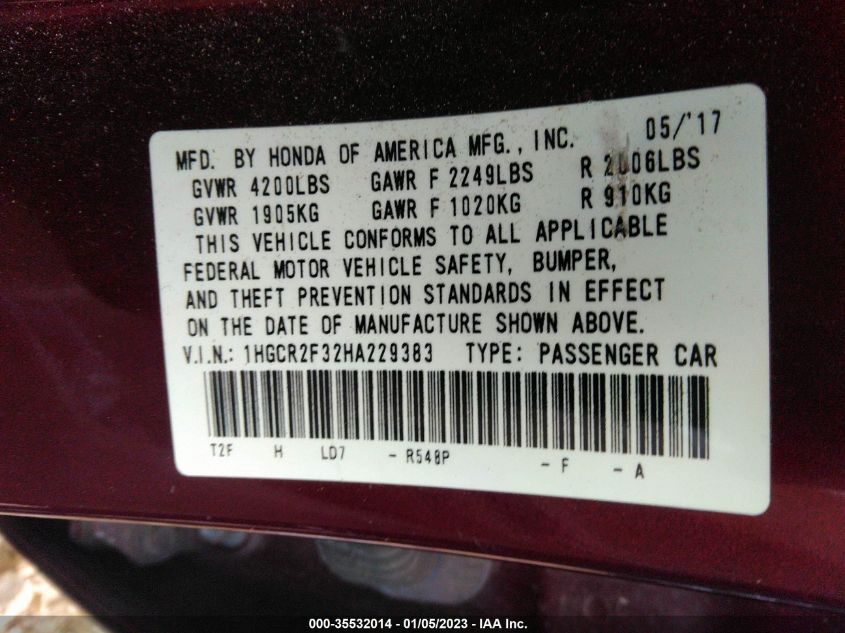 MFD. BY HONDA OF AMERICA MFG., INC. 05/'17
GVWR 4200LBS GAWR F 2249LBS R 2006LBS
GVWR 1905KG GAWR F 1020KG R 910KG
THIS VEHICLE CONFORMS TO ALL APPLICABLE
FEDERAL MOTOR VEHICLE SAFETY, BUMPER,
AND THEFT PREVENTION STANDARDS IN EFFECT
ON THE DATE OF MANUFACTURE SHOWN ABOVE.
V.I.N.: 1HGCR2F32HA229383 TYPE: PASSENGER CAR
T2F H LD7 - R548P - F - A
000-35532014 - 01/05/2023 - IAA Inc.